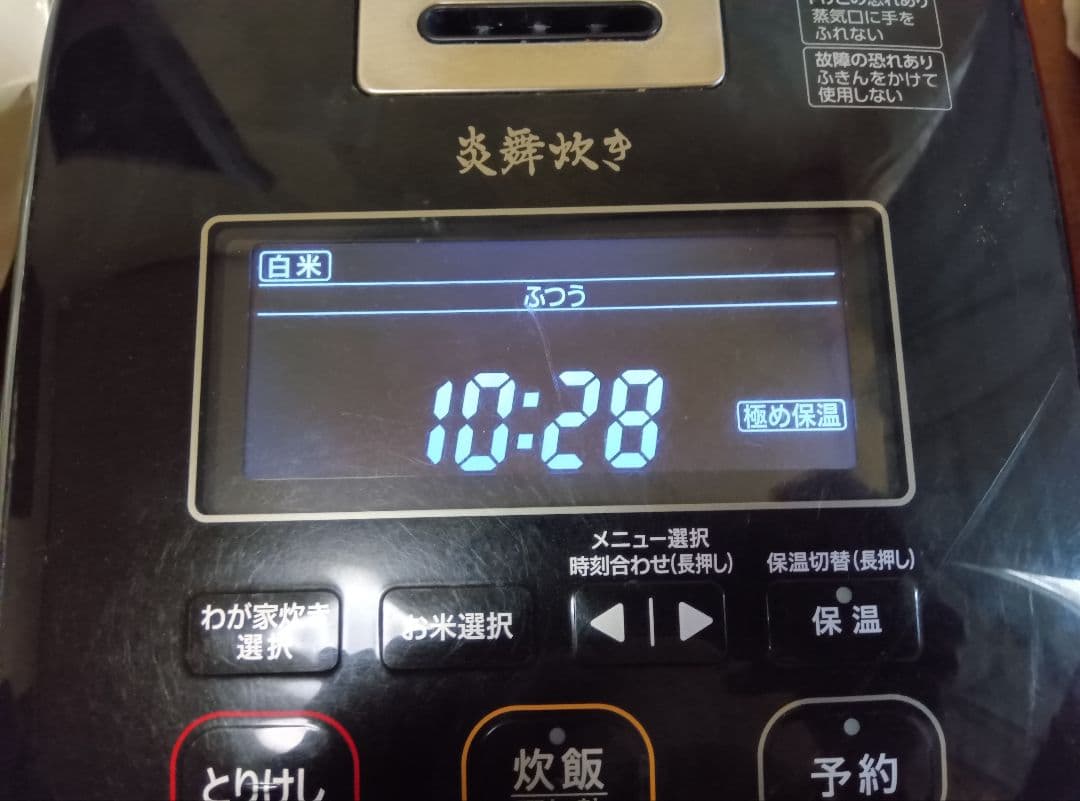 蒸気口に手を
ふれない
故障の恐れあり
ふきんをかけて
使用しない
炎舞炊き
白米
ふつう
10:28
極め保温
メニュー選択
時刻合わせ(長押し)
保温切替(長押し)
わが家炊き
選択
お米選択
保温
とりけし
炊飯
予約